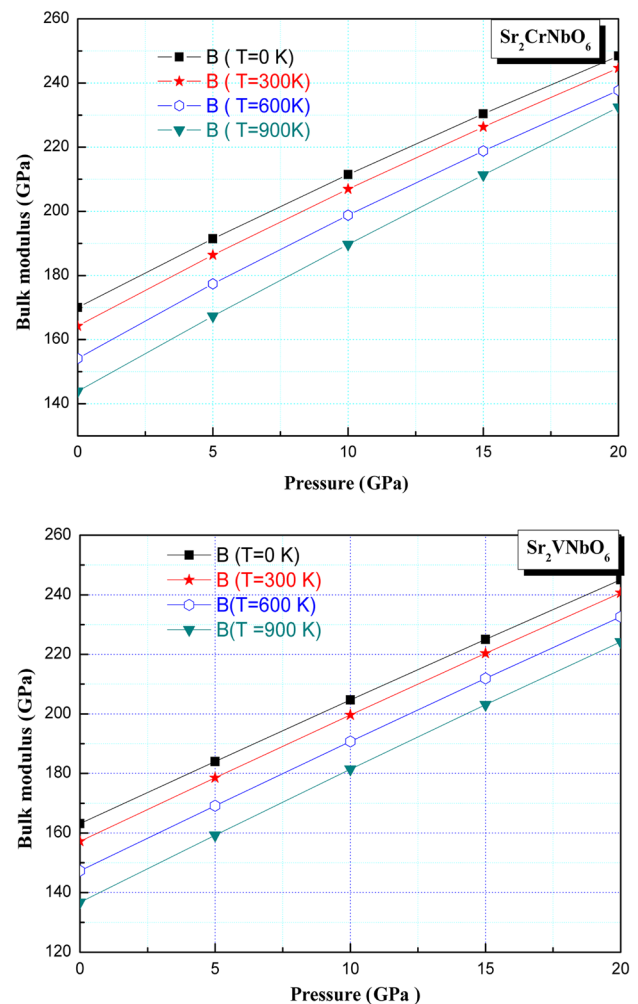 Sr₂CrNbO₆
B ( T=0 K)
B ( T=300K)
B ( T=600K)
B ( T=900K)
260
240
220
200
180
160
140
Bulk modulus (GPa)
0 5 10 15 20
Pressure (GPa)
Sr₂VNbO₆
B (T=0 K)
B (T=300 K)
B(T=600 K)
B(T =900 K)
260
240
220
200
180
160
140
120
Bulk modulus (GPa)
0 5 10 15 20
Pressure (GPa )